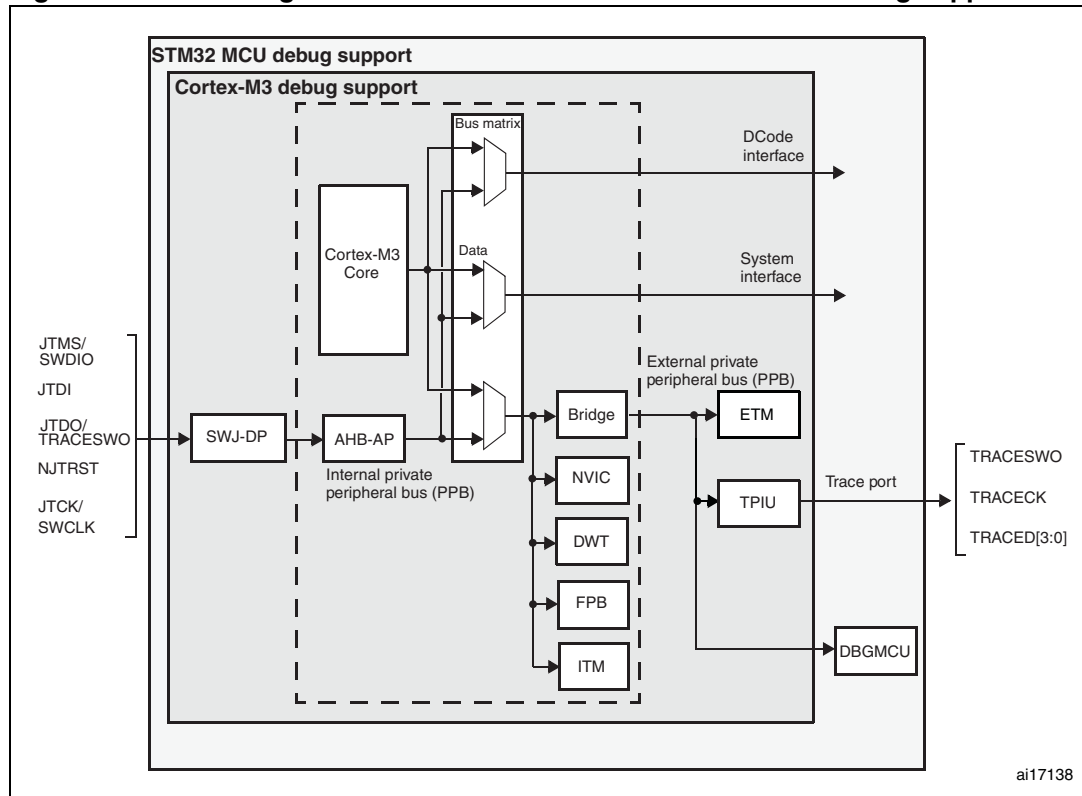 STM32 MCU debug support
Cortex-M3 debug support
Bus matrix
DCode
interface
Cortex-M3
Core
Data
System
interface
JTMS/
SWDIO
JTDI
JTDO/
TRACESWO
NJTRST
JTCK/
SWCLK
SWJ-DP
AHB-AP
Internal private
peripheral bus (PPB)
External private
peripheral bus (PPB)
Bridge
NVIC
DWT
FPB
ITM
ETM
TPIU
Trace port
TRACESWO
TRACECK
TRACED[3:0]
DBGMCU
ai17138